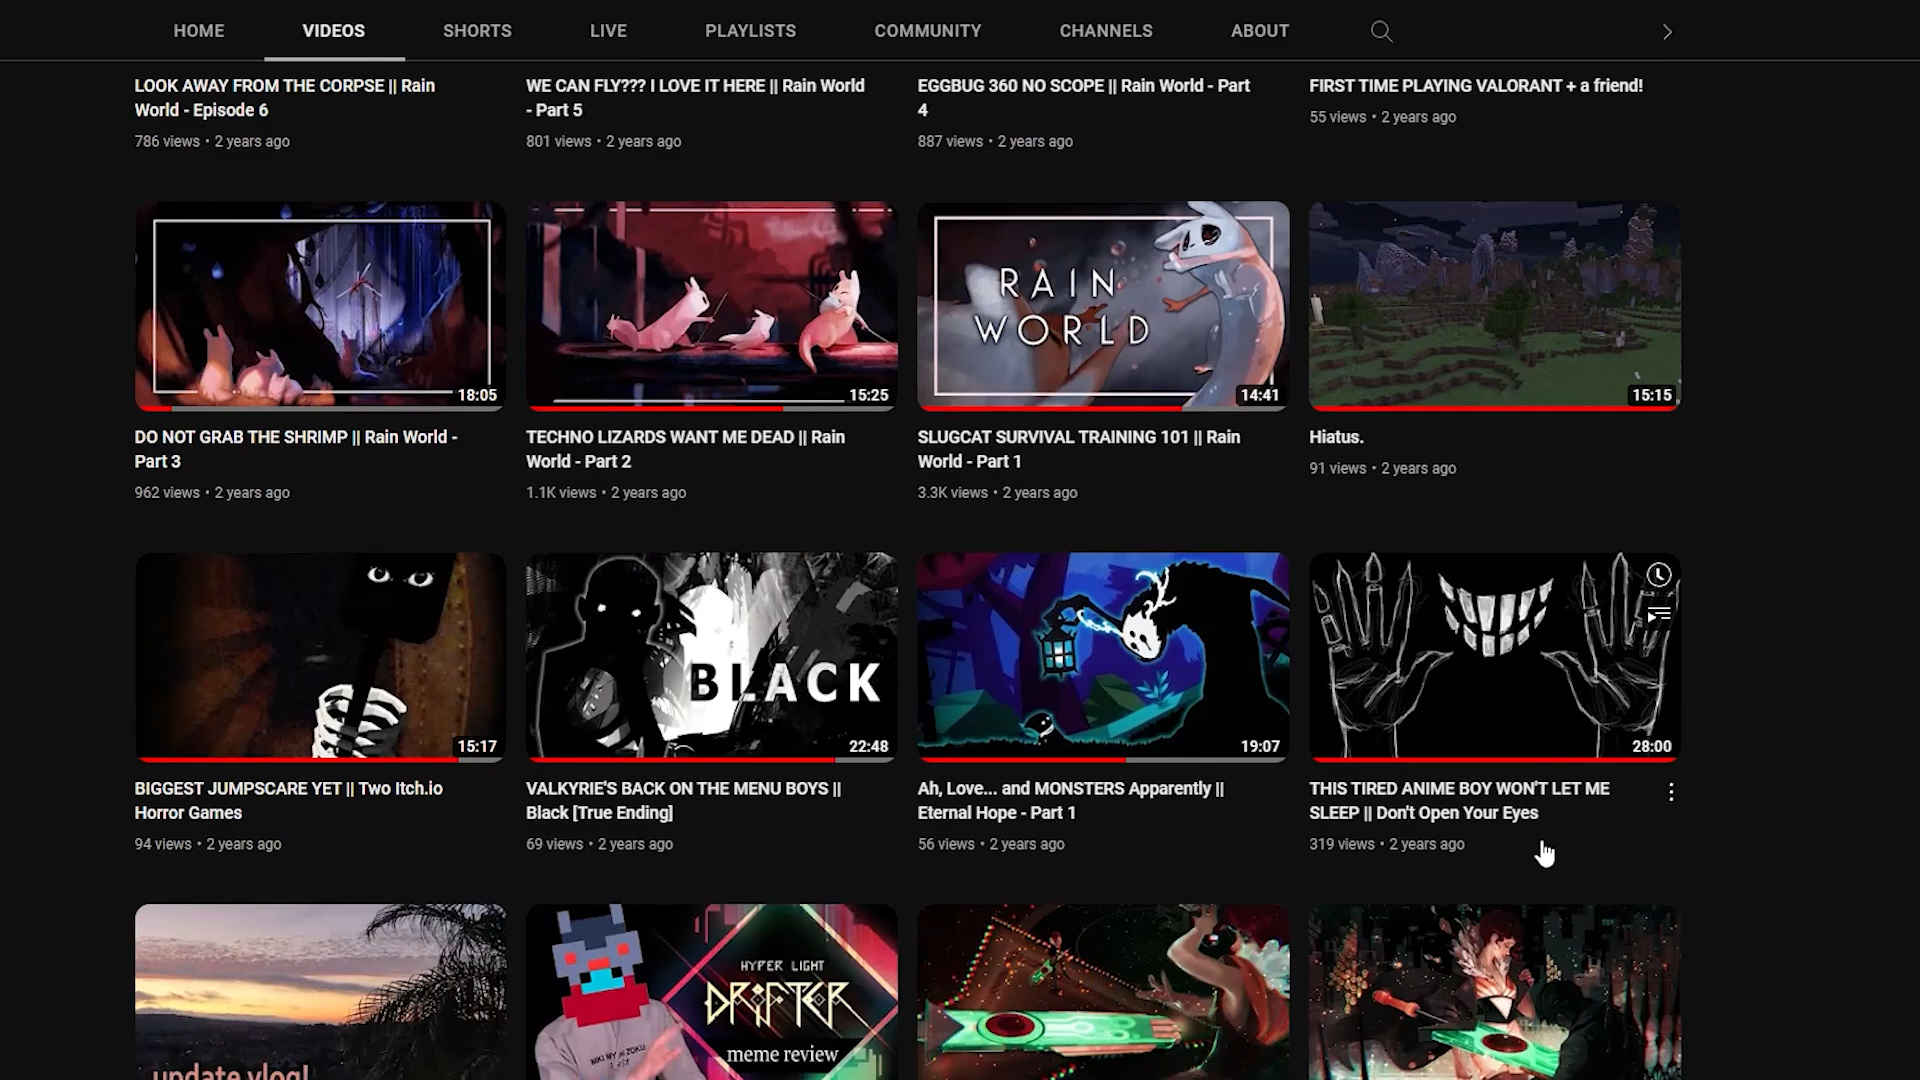 HOME VIDEOS SHORTS LIVE PLAYLISTS COMMUNITY CHANNELS ABOUT
LOOK AWAY FROM THE CORPSE || Rain
World - Episode 6
786 views • 2 years ago
WE CAN FLY??? I LOVE IT HERE || Rain World
- Part 5
801 views • 2 years ago
EGGBUG 360 NO SCOPE || Rain World - Part
4
887 views • 2 years ago
FIRST TIME PLAYING VALORANT + a friend!
55 views • 2 years ago
18:05
DO NOT GRAB THE SHRIMP || Rain World -
Part 3
962 views • 2 years ago
15:25
TECHNO LIZARDS WANT ME DEAD || Rain
World - Part 2
1.1K views • 2 years ago
RAIN
WORLD
14:41
SLUGCAT SURVIVAL TRAINING 101 || Rain
World - Part 1
3.3K views • 2 years ago
15:15
Hiatus.
91 views • 2 years ago
15:17
BIGGEST JUMPSCARE YET || Two Itch.io
Horror Games
94 views • 2 years ago
BLACK
22:48
VALKYRIE'S BACK ON THE MENU BOYS ||
Black [True Ending]
69 views • 2 years ago
19:07
Ah, Love... and MONSTERS Apparently ||
Eternal Hope - Part 1
56 views • 2 years ago
28:00
THIS TIRED ANIME BOY WON'T LET ME
SLEEP || Don't Open Your Eyes
319 views • 2 years ago
update vlog!
HYPER LIGHT
DRIFTER
meme review